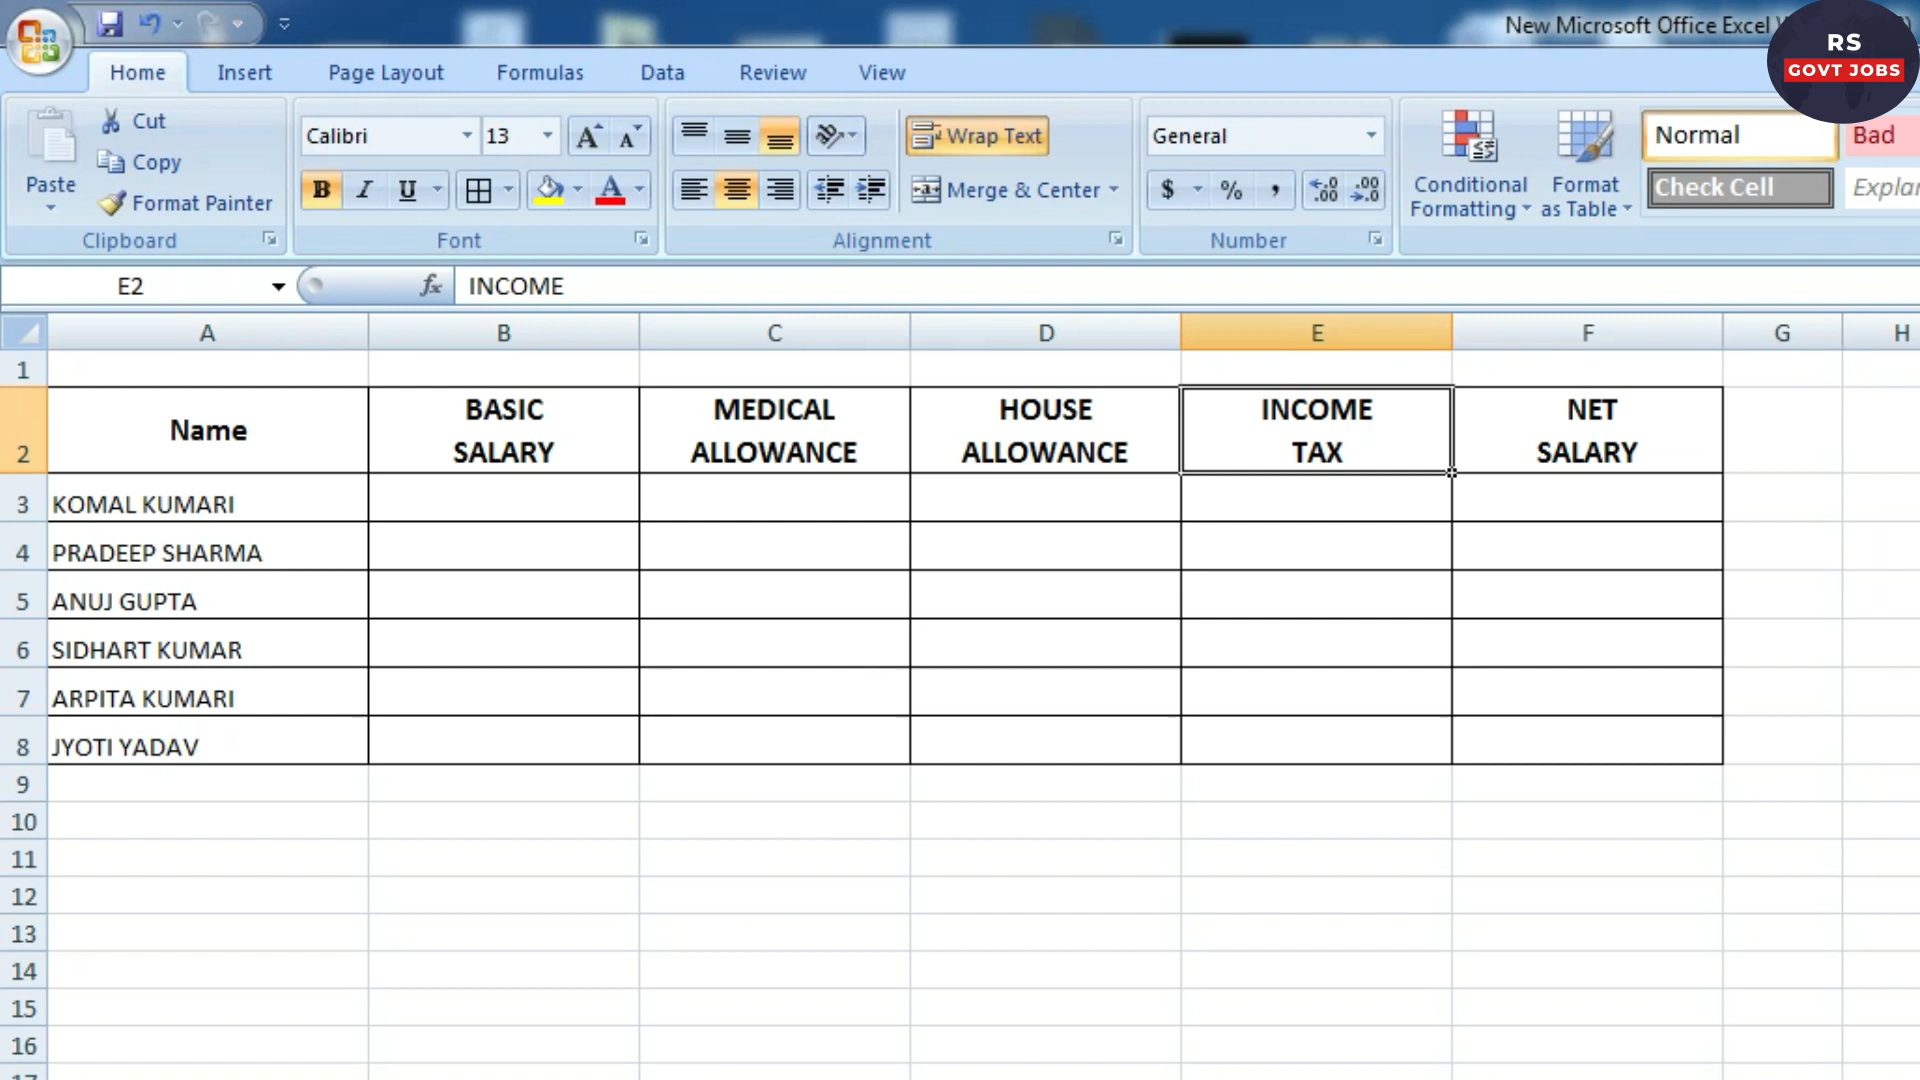 New Microsoft Office Excel
RS
GOVT JOBS
Home Insert Page Layout Formulas Data Review View
Cut
Copy
Format Painter
Paste
Clipboard
Calibri 13
B I U
Font
Wrap Text
Merge & Center
Alignment
General
$ % ,
Number
Conditional Formatting
Format as Table
Normal
Bad
Check Cell
E2 fx INCOME
A B C D E F G H
1
2 Name BASIC SALARY MEDICAL ALLOWANCE HOUSE ALLOWANCE INCOME TAX NET SALARY
3 KOMAL KUMARI
4 PRADEEP SHARMA
5 ANUJ GUPTA
6 SIDHART KUMAR
7 ARPITA KUMARI
8 JYOTI YADAV
9
10
11
12
13
14
15
16